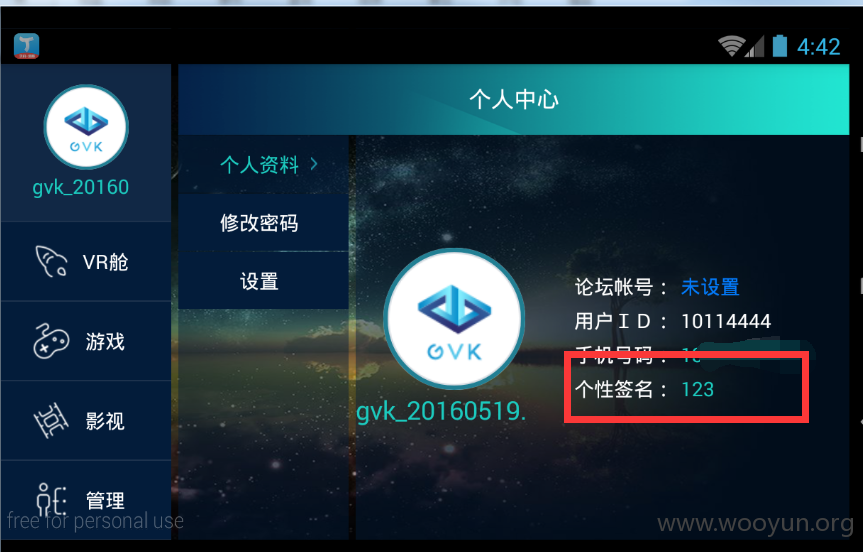 4:42
GVK
gvk_20160
VR舱
游戏
影视
管理
free for personal use
个人中心
个人资料 >
修改密码
设置
GVK
gvk_20160519.
论坛帐号：未设置
用户ＩＤ：10114444
手机号码：
个性签名：123
www.wooyun.org